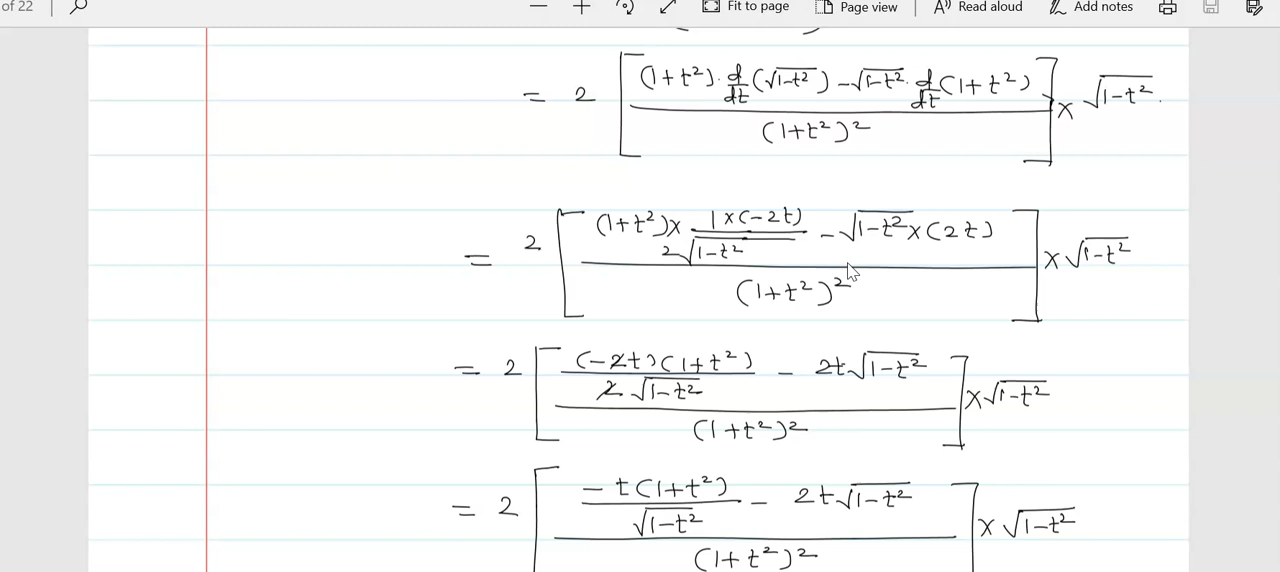 of 22 Fit to page Page view A Read aloud Add notes
= 2 [ ((1+t²)·d/dt(√(1-t²)) - √(1-t²)·d/dt(1+t²)) / (1+t²)² ] × √(1-t²).
= 2 [ ((1+t²)× 1×(-2t) / 2√(1-t²) - √(1-t²)×(2t)) / (1+t²)² ] × √(1-t²)
= 2 [ ((-2t)(1+t²) / 2√(1-t²) - 2t√(1-t²)) / (1+t²)² ] × √(1-t²)
= 2 [ (-t(1+t²) / √(1-t²) - 2t√(1-t²)) / (1+t²)² ] × √(1-t²)